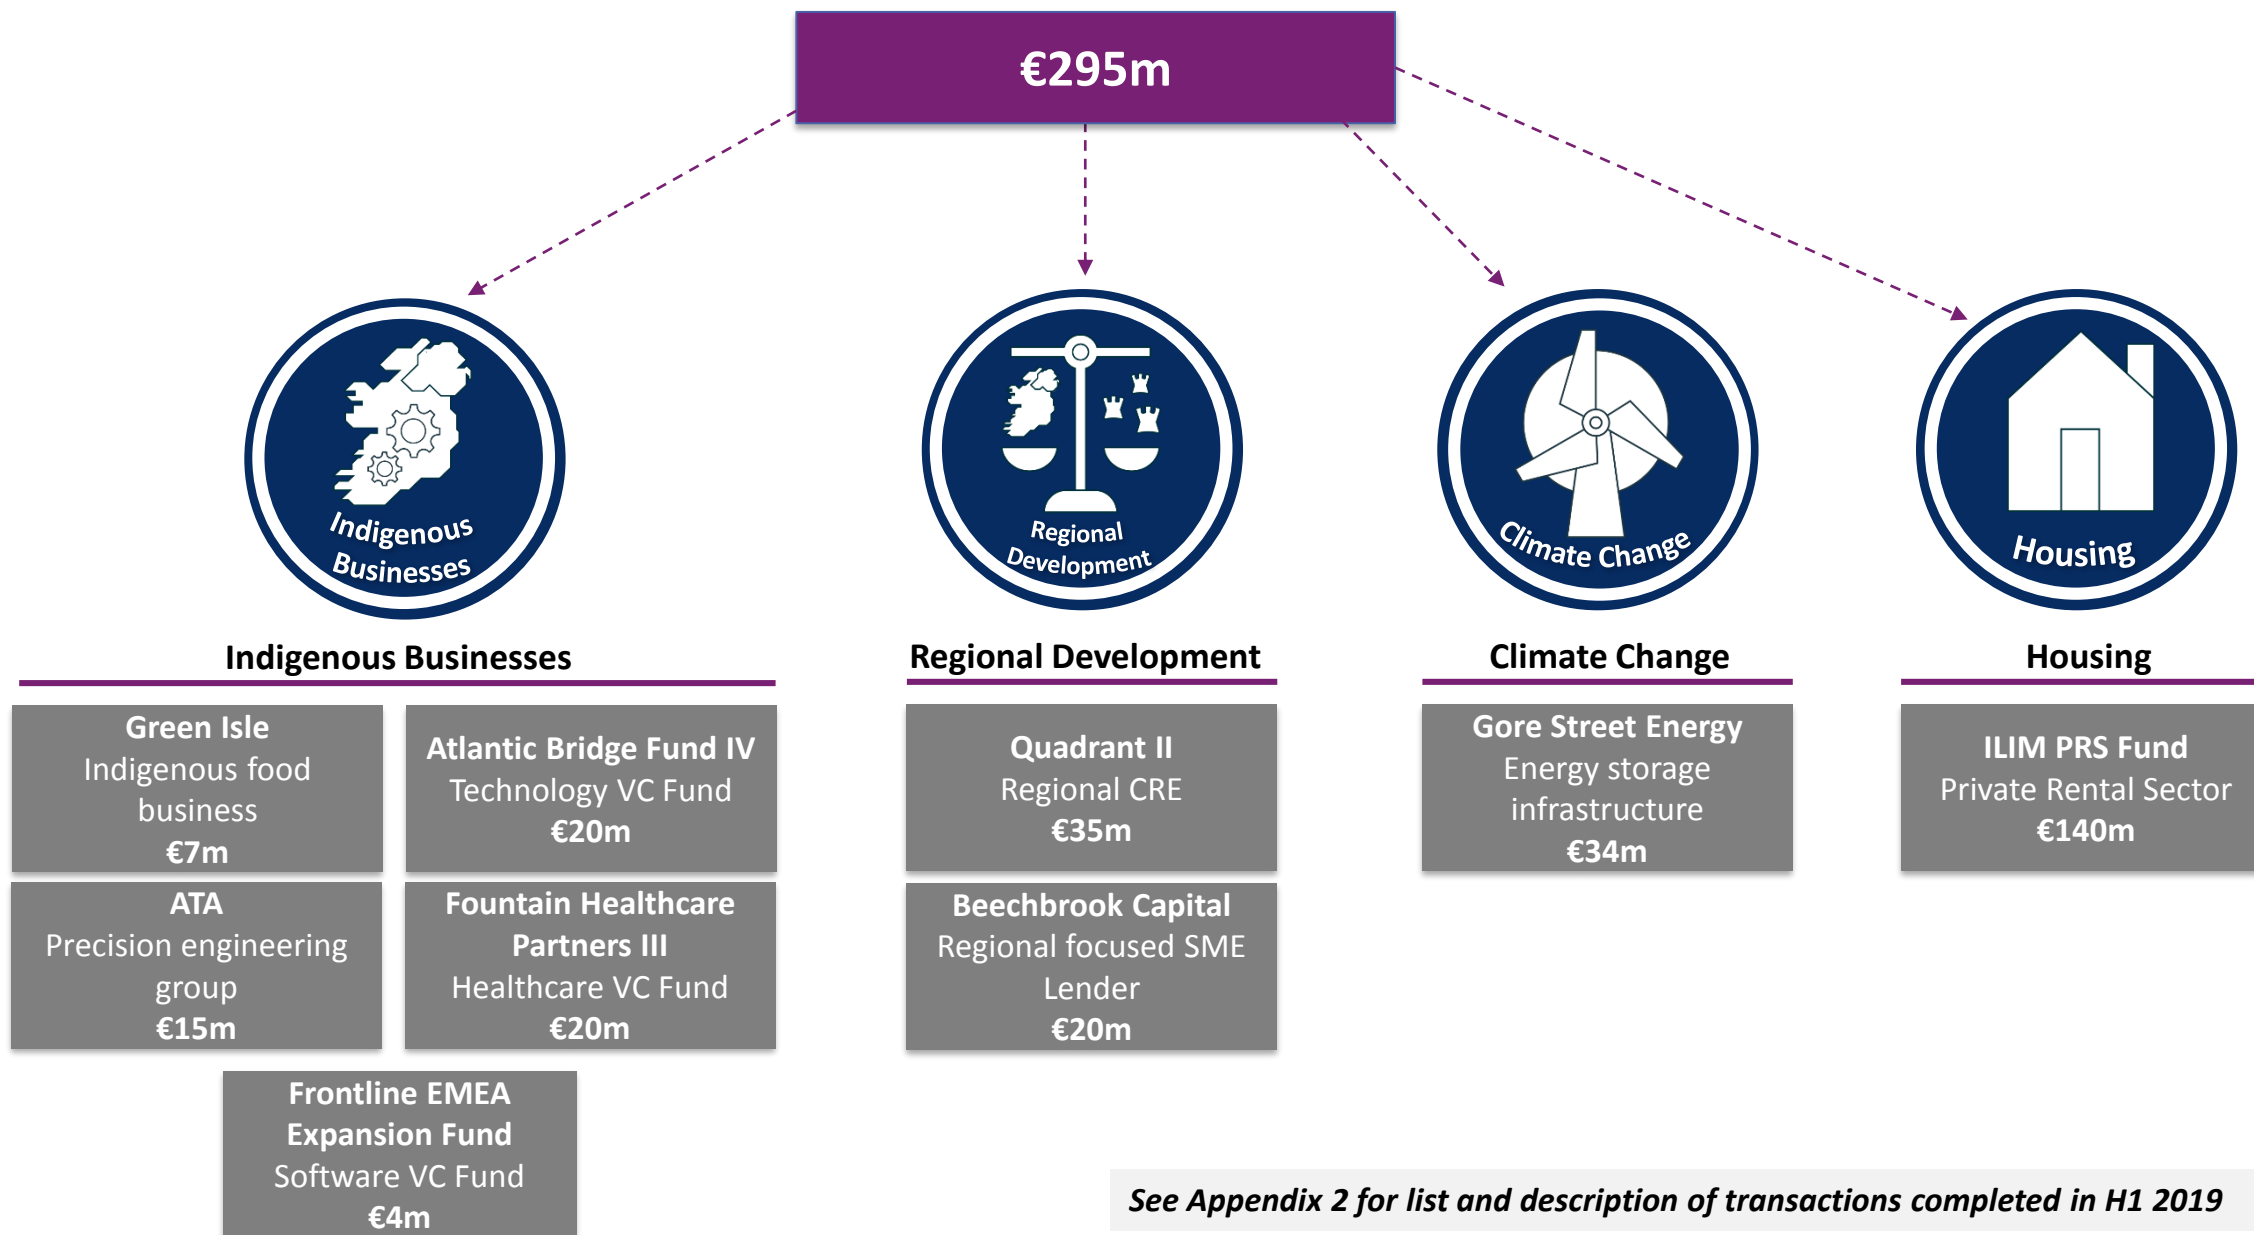 €295m
Indigenous
Businesses
Regional
Development
Climate Change
Housing
Indigenous Businesses
Green Isle
Indigenous food
business
€7m
Atlantic Bridge Fund IV
Technology VC Fund
€20m
ATA
Precision engineering
group
€15m
Fountain Healthcare
Partners III
Healthcare VC Fund
€20m
Frontline EMEA
Expansion Fund
Software VC Fund
€4m
Regional Development
Quadrant II
Regional CRE
€35m
Beechbrook Capital
Regional focused SME
Lender
€20m
Climate Change
Gore Street Energy
Energy storage
infrastructure
€34m
Housing
ILIM PRS Fund
Private Rental Sector
€140m
See Appendix 2 for list and description of transactions completed in H1 2019